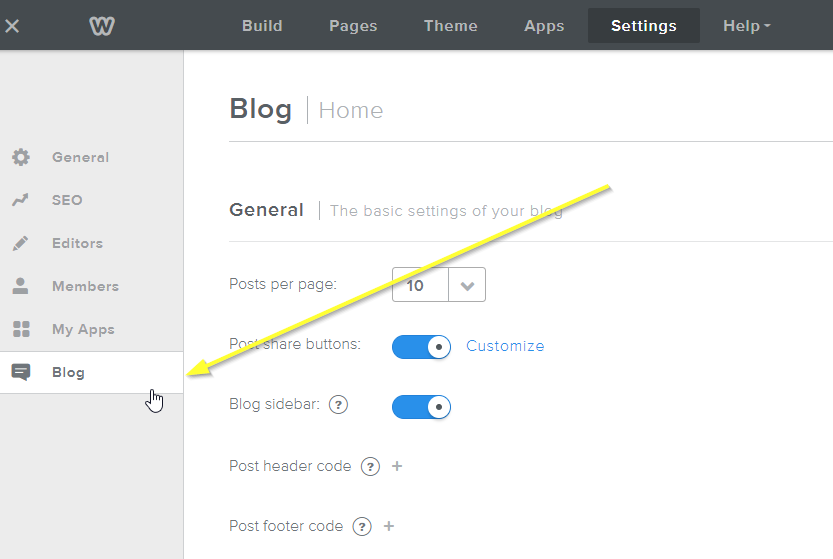 Build Pages Theme Apps Settings Help
Blog Home
General
SEO
Editors
Members
My Apps
Blog
General The basic settings of your blog
Posts per page: 10
Post share buttons: Customize
Blog sidebar: ?
Post header code ? +
Post footer code ? +